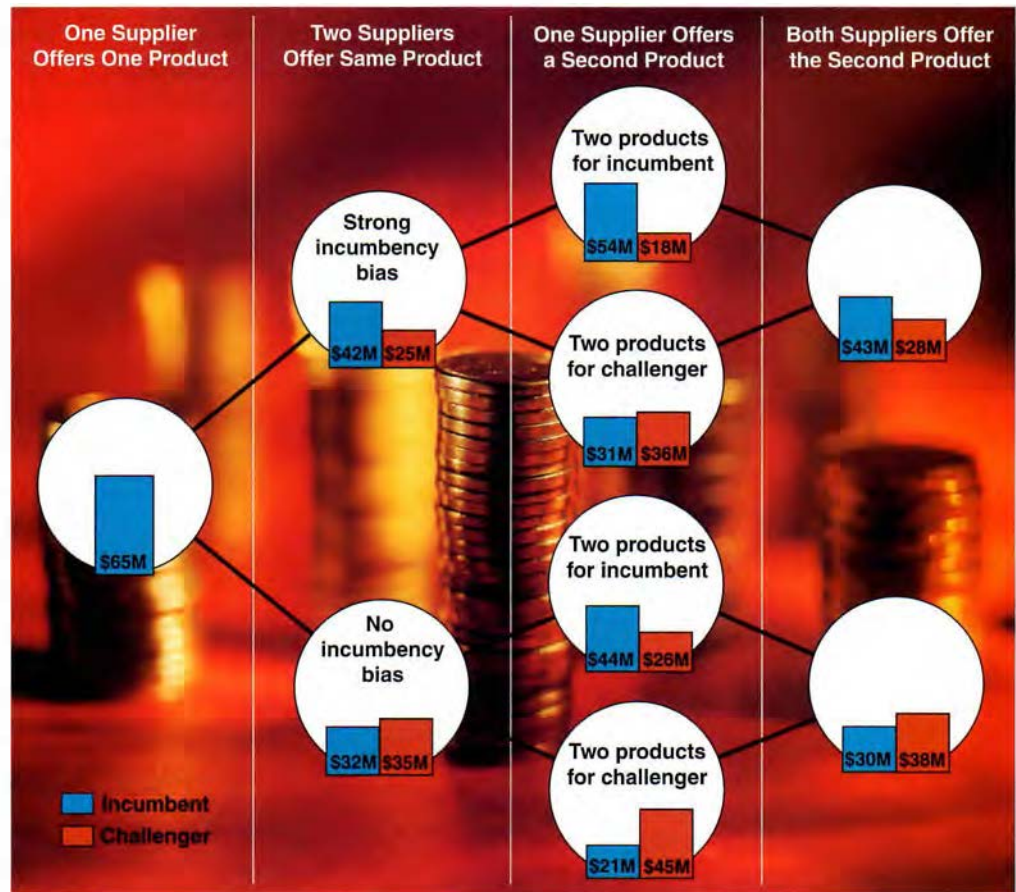 One Supplier
Offers One Product
Two Suppliers
Offer Same Product
One Supplier Offers
a Second Product
Both Suppliers Offer
the Second Product
$65M
Strong
incumbency
bias
$42M $25M
No
incumbency
bias
$32M $35M
Two products
for incumbent
$54M $18M
Two products
for challenger
$31M $36M
Two products
for incumbent
$44M $26M
Two products
for challenger
$21M $45M
$43M $28M
$30M $38M
Incumbent
Challenger